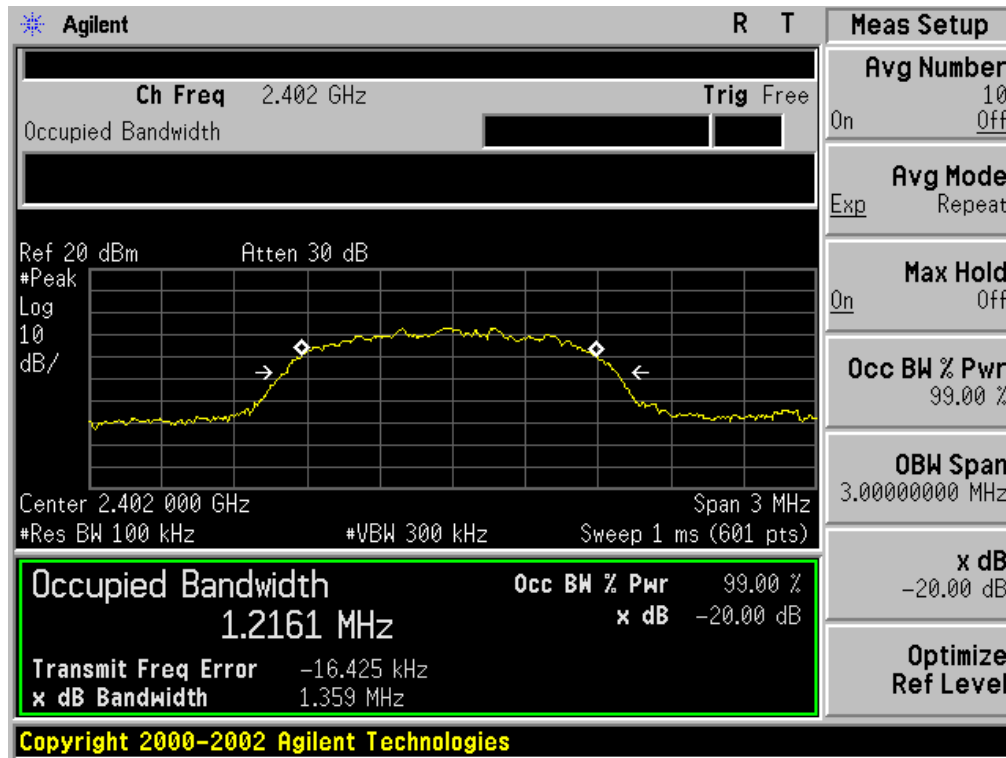 Agilent R T
Ch Freq 2.402 GHz Trig Free
Occupied Bandwidth
Ref 20 dBm Atten 30 dB
#Peak
Log
10
dB/
Center 2.402 000 GHz Span 3 MHz
#Res BW 100 kHz #VBW 300 kHz Sweep 1 ms (601 pts)
Occupied Bandwidth Occ BW % Pwr 99.00 %
1.2161 MHz x dB -20.00 dB
Transmit Freq Error -16.425 kHz
x dB Bandwidth 1.359 MHz
Copyright 2000-2002 Agilent Technologies
Meas Setup
Avg Number
10
On Off
Avg Mode
Exp Repeat
Max Hold
On Off
Occ BW % Pwr
99.00 %
OBW Span
3.00000000 MHz
x dB
-20.00 dB
Optimize
Ref Level